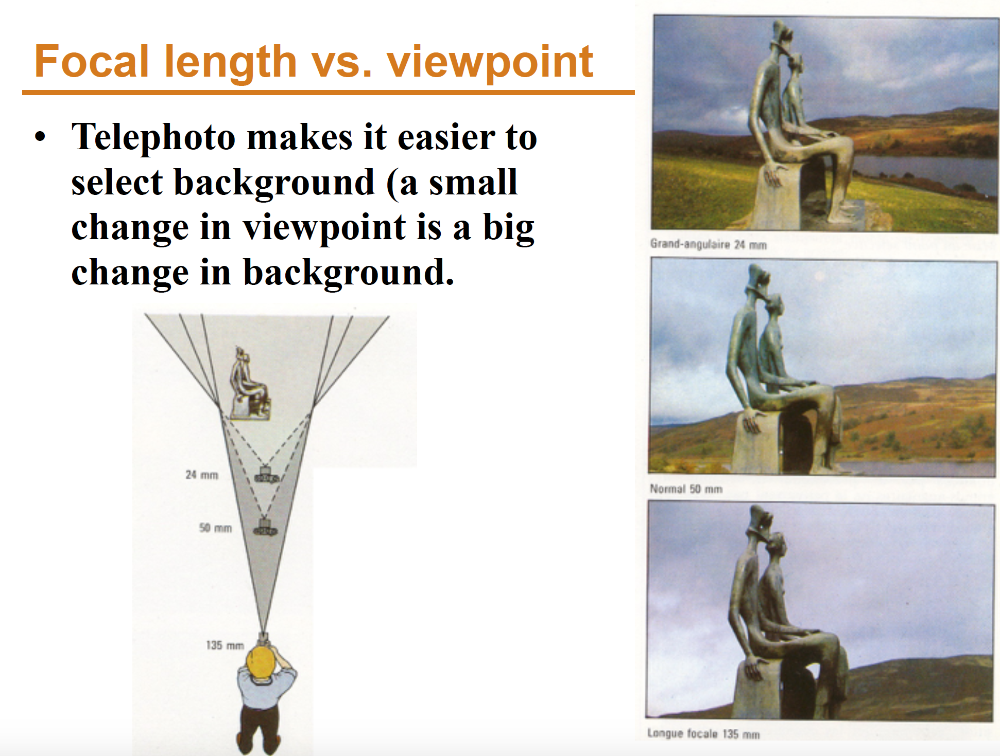 Focal length vs. viewpoint
• Telephoto makes it easier to
select background (a small
change in viewpoint is a big
change in background.
24 mm
50 mm
135 mm
Grand-angulaire 24 mm
Normal 50 mm
Longue focale 135 mm